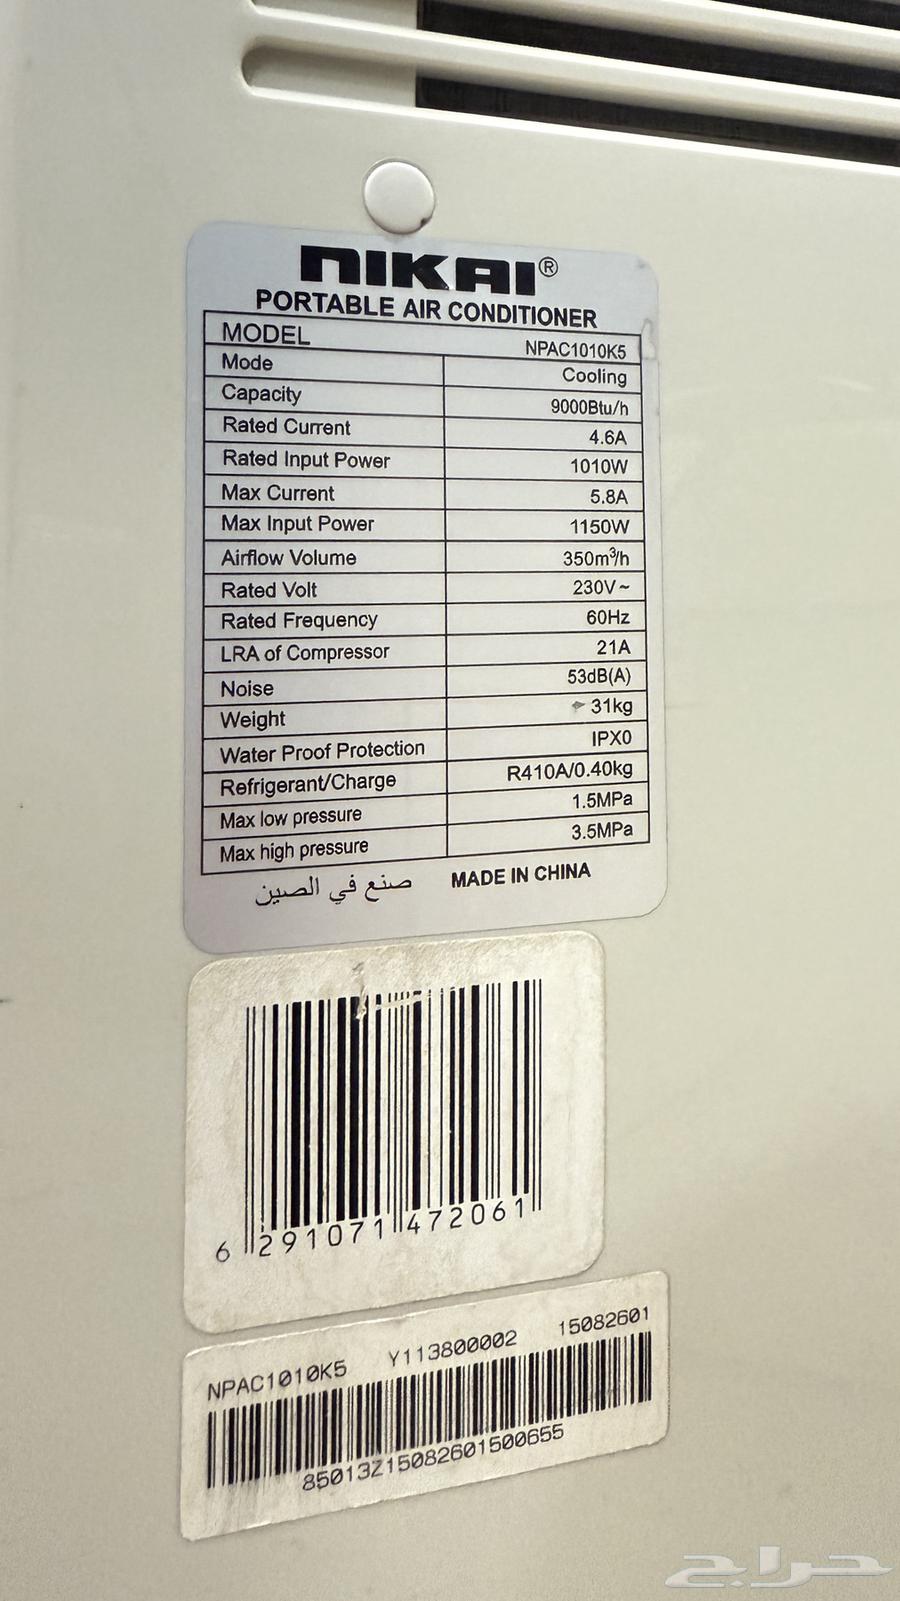 NIKAI®
PORTABLE AIR CONDITIONER
MODEL NPAC1010K5
Mode Cooling
Capacity 9000Btu/h
Rated Current 4.6A
Rated Input Power 1010W
Max Current 5.8A
Max Input Power 1150W
Airflow Volume 350m³/h
Rated Volt 230V~
Rated Frequency 60Hz
LRA of Compressor 21A
Noise 53dB(A)
Weight 31kg
Water Proof Protection IPX0
Refrigerant/Charge R410A/0.40kg
Max low pressure 1.5MPa
Max high pressure 3.5MPa
صنع في الصين MADE IN CHINA
6 291071 472061
NPAC1010K5 Y113800002 15082601
85013Z15082601500655
حراج